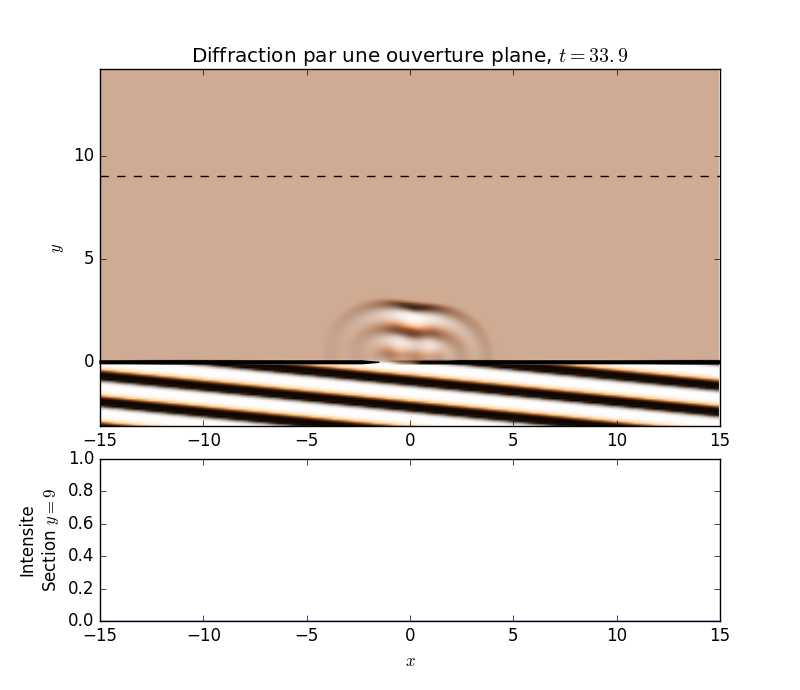 Diffraction par une ouverture plane, t = 33.9
10
5
0
y
−15 −10 −5 0 5 10 15
1.0
0.8
0.6
0.4
0.2
0.0
Intensite
Section y = 9
−15 −10 −5 0 5 10 15
x